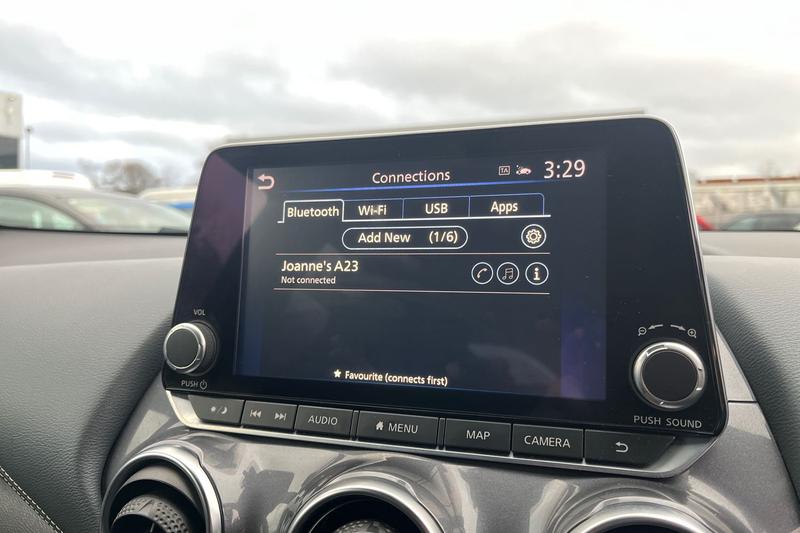 Connections TA 3:29
Bluetooth Wi-Fi USB Apps
Add New (1/6)
Joanne's A23
Not connected
Favourite (connects first)
VOL
PUSH
PUSH SOUND
AUDIO MENU MAP CAMERA